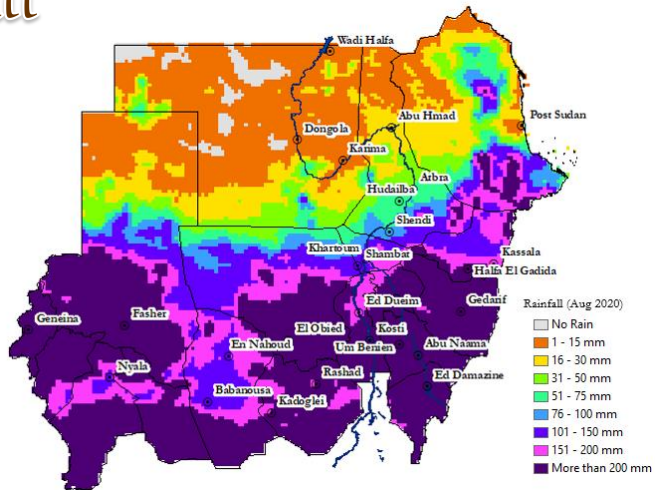 Wadi Halfa
Post Sudan
Abu Hmad
Dongola
Karima
Arbra
Hudailba
Shendi
Khartoum
Shambat
Kassala
Halfa El Gadida
Ed Dueim
Gedarif
Geneina
Fasher
El Obied
Kosti
En Nahoud
Um Benien
Abu Naama
Nyala
Rashad
Ed Damazine
Babanousa
Kadoglei
Rainfall (Aug 2020)
No Rain
1 - 15 mm
16 - 30 mm
31 - 50 mm
51 - 75 mm
76 - 100 mm
101 - 150 mm
151 - 200 mm
More than 200 mm